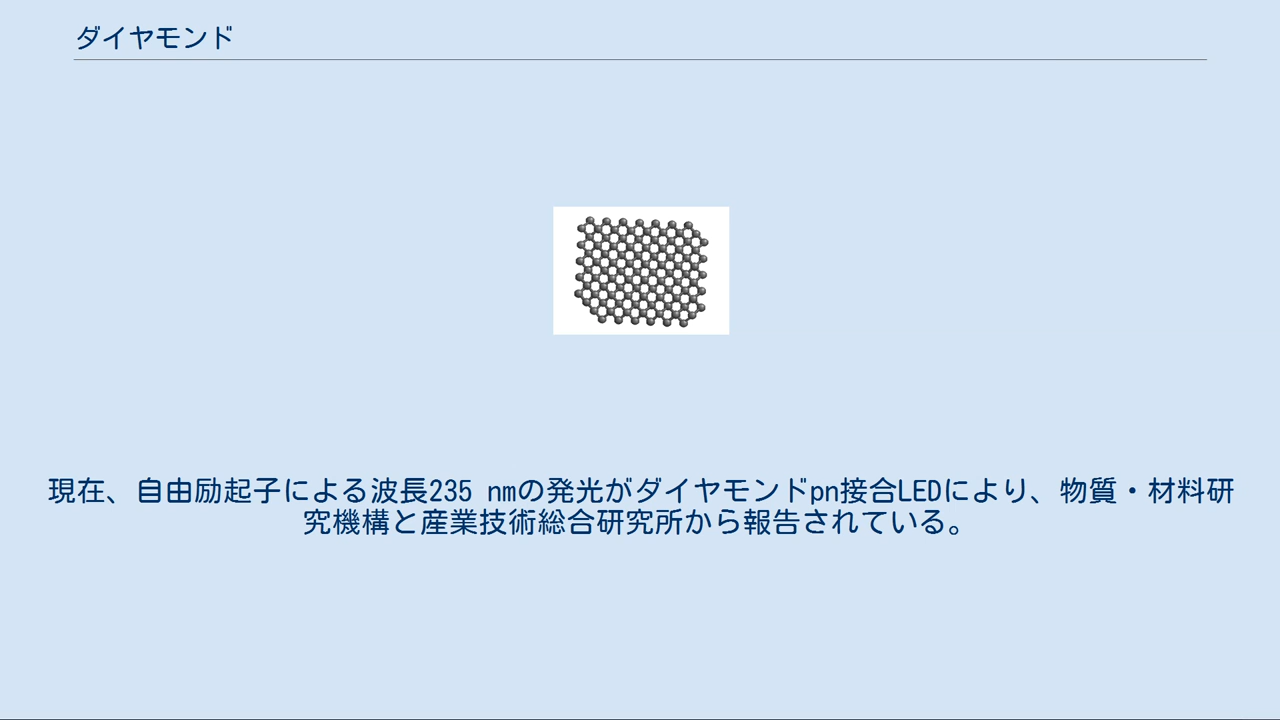 ダイヤモンド
現在、自由励起子による波長235 nmの発光がダイヤモンドpn接合LEDにより、物質・材料研
究機構と産業技術総合研究所から報告されている。